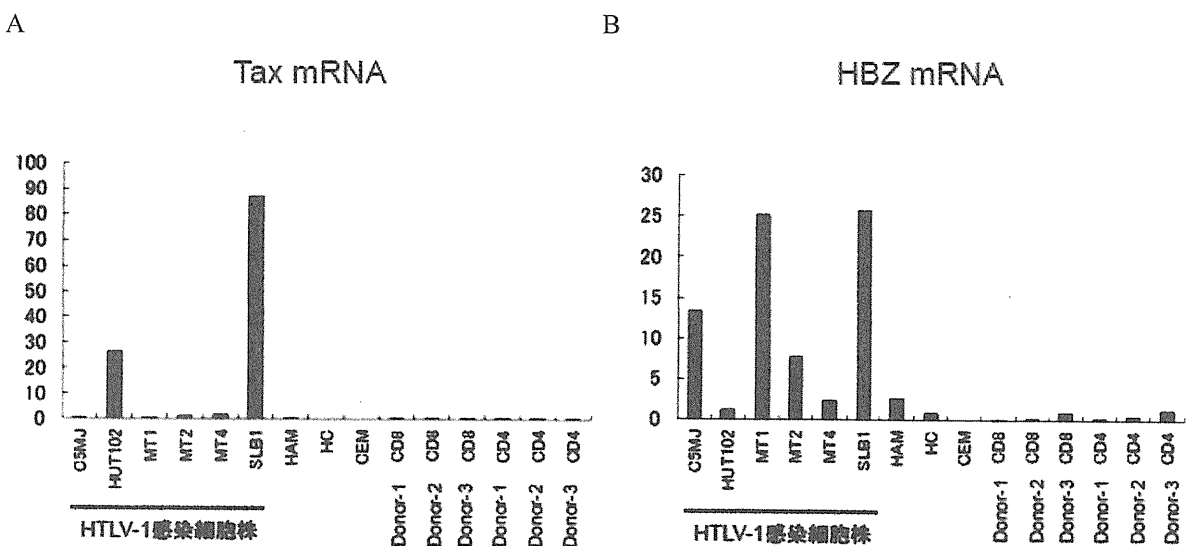 A
Tax mRNA
100
90
80
70
60
50
40
30
20
10
0
C5MJ
HUT102
MT1
MT2
MT4
SLB1
HAM
HC
CEM
CD8
CD8
CD8
CD4
CD4
CD4
Donor-1
Donor-2
Donor-3
Donor-1
Donor-2
Donor-3
HTLV-1感染細胞株
B
HBZ mRNA
30
25
20
15
10
5
0
C5MJ
HUT102
MT1
MT2
MT4
SLB1
HAM
HC
CEM
CD8
CD8
CD8
CD4
CD4
CD4
Donor-1
Donor-2
Donor-3
Donor-1
Donor-2
Donor-3
HTLV-1感染細胞株